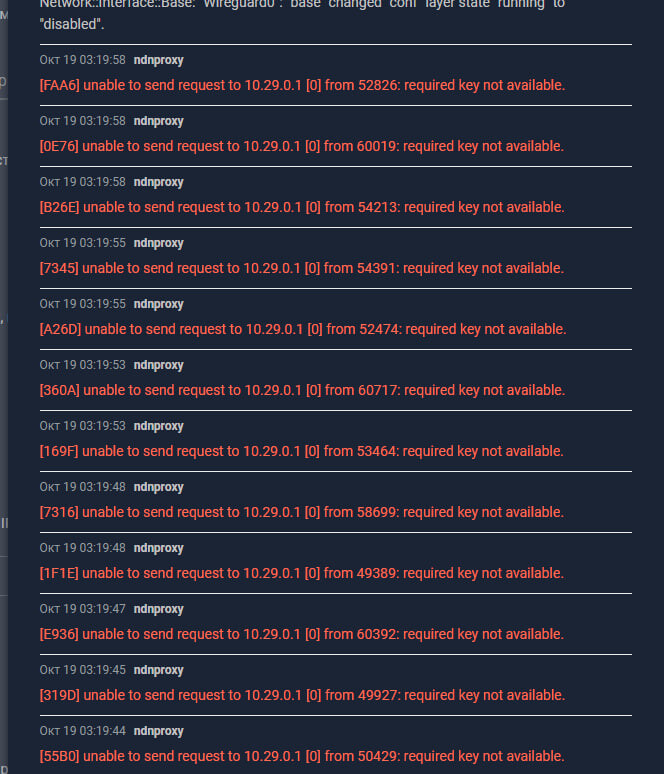 Network::Interface::Base: "Wireguard0": "base" changed "conf" layer state "running" to
"disabled".
Окт 19 03:19:58 ndnproxy
[FAA6] unable to send request to 10.29.0.1 [0] from 52826: required key not available.
Окт 19 03:19:58 ndnproxy
[0E76] unable to send request to 10.29.0.1 [0] from 60019: required key not available.
Окт 19 03:19:58 ndnproxy
[B26E] unable to send request to 10.29.0.1 [0] from 54213: required key not available.
Окт 19 03:19:55 ndnproxy
[7345] unable to send request to 10.29.0.1 [0] from 54391: required key not available.
Окт 19 03:19:55 ndnproxy
[A26D] unable to send request to 10.29.0.1 [0] from 52474: required key not available.
Окт 19 03:19:53 ndnproxy
[360A] unable to send request to 10.29.0.1 [0] from 60717: required key not available.
Окт 19 03:19:53 ndnproxy
[169F] unable to send request to 10.29.0.1 [0] from 53464: required key not available.
Окт 19 03:19:48 ndnproxy
[7316] unable to send request to 10.29.0.1 [0] from 58699: required key not available.
Окт 19 03:19:48 ndnproxy
[1F1E] unable to send request to 10.29.0.1 [0] from 49389: required key not available.
Окт 19 03:19:47 ndnproxy
[E936] unable to send request to 10.29.0.1 [0] from 60392: required key not available.
Окт 19 03:19:45 ndnproxy
[319D] unable to send request to 10.29.0.1 [0] from 49927: required key not available.
Окт 19 03:19:44 ndnproxy
[55B0] unable to send request to 10.29.0.1 [0] from 50429: required key not available.